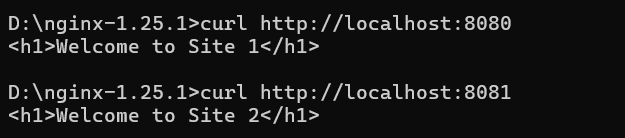 D:\nginx-1.25.1>curl http://localhost:8080
<h1>Welcome to Site 1</h1>
D:\nginx-1.25.1>curl http://localhost:8081
<h1>Welcome to Site 2</h1>